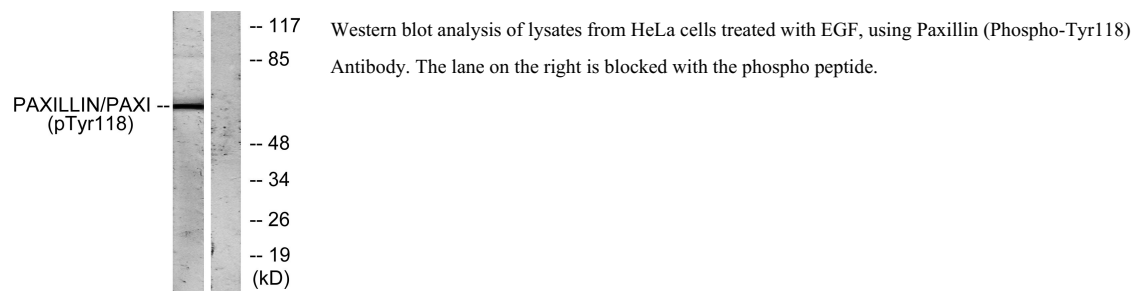 -- 117
-- 85
PAXILLIN/PAXI --
(pTyr118)
-- 48
-- 34
-- 26
-- 19
(kD)
Western blot analysis of lysates from HeLa cells treated with EGF, using Paxillin (Phospho-Tyr118)
Antibody. The lane on the right is blocked with the phospho peptide.